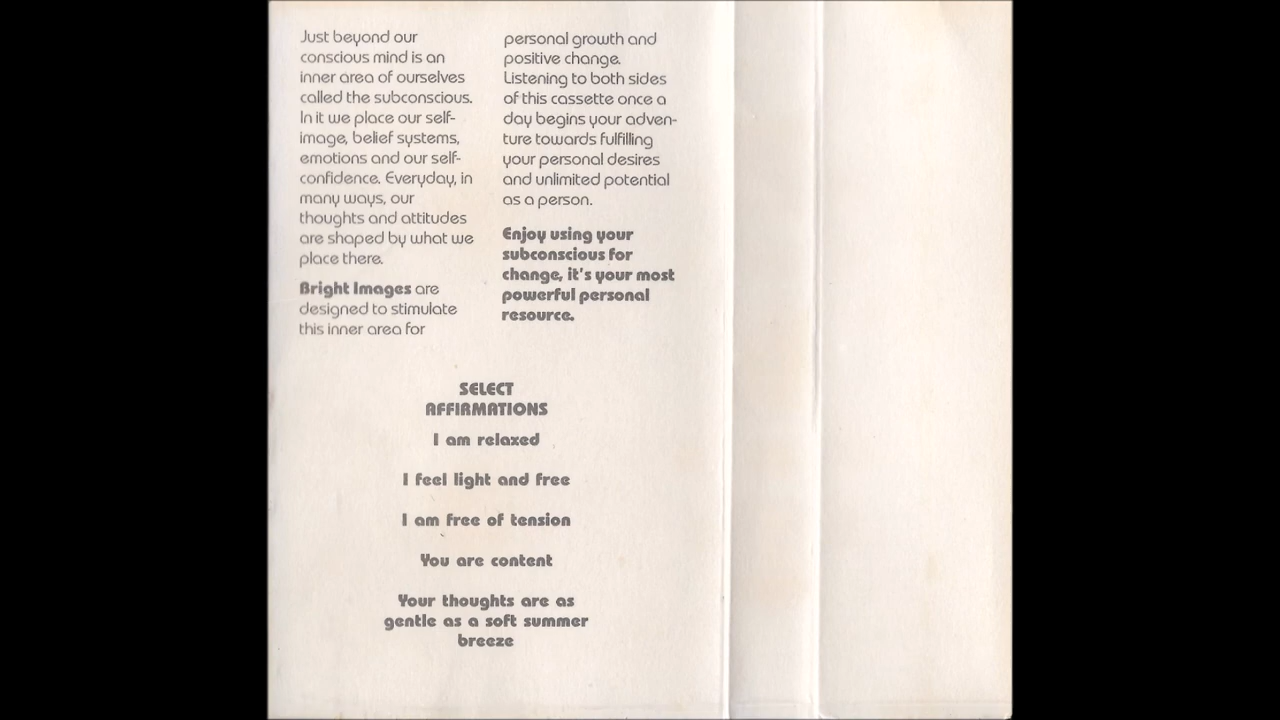 Just beyond our
conscious mind is an
inner area of ourselves
called the subconscious.
In it we place our self-
image, belief systems,
emotions and our self-
confidence. Everyday, in
many ways, our
thoughts and attitudes
are shaped by what we
place there.
Bright Images are
designed to stimulate
this inner area for
personal growth and
positive change.
Listening to both sides
of this cassette once a
day begins your adven-
ture towards fulfilling
your personal desires
and unlimited potential
as a person.
Enjoy using your
subconscious for
change, it's your most
powerful personal
resource.
SELECT
AFFIRMATIONS
I am relaxed
I feel light and free
I am free of tension
You are content
Your thoughts are as
gentle as a soft summer
breeze